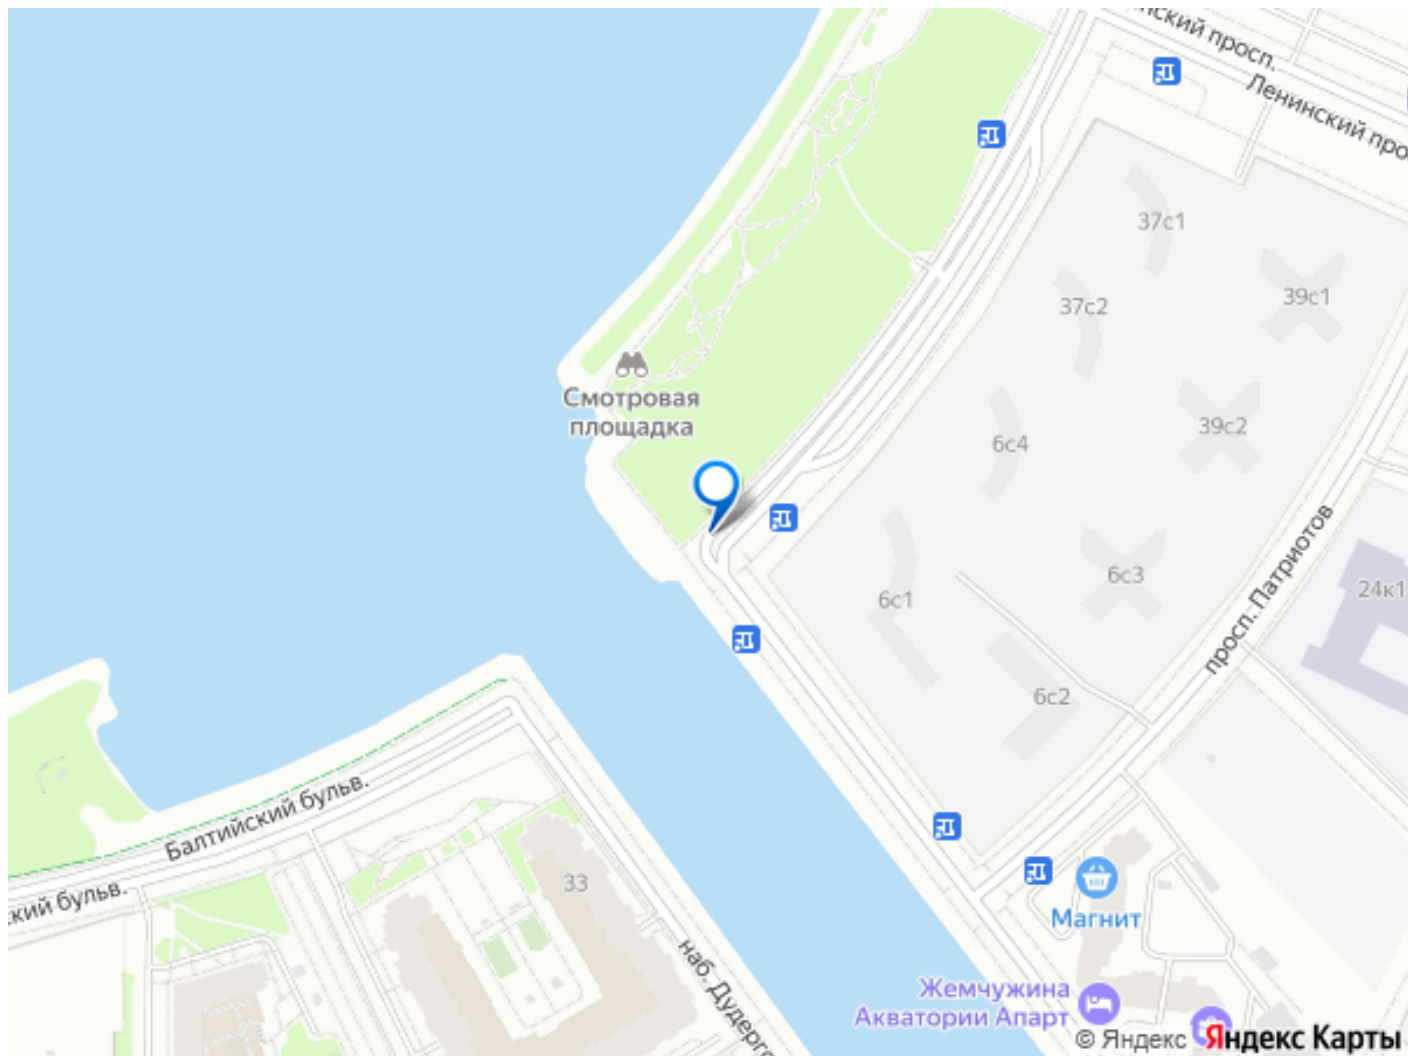 нский просп.
Ленинский про
37с1
37с2
39с1
Смотровая
площадка
6с4
39с2
просп. Патриотов
6с1
6с3
24к1
6с2
Балтийский бульв.
ский бульв.
33
наб. Дудерго
Магнит
Жемчужина
Акватории Апарт
© Яндекс Яндекс Карты